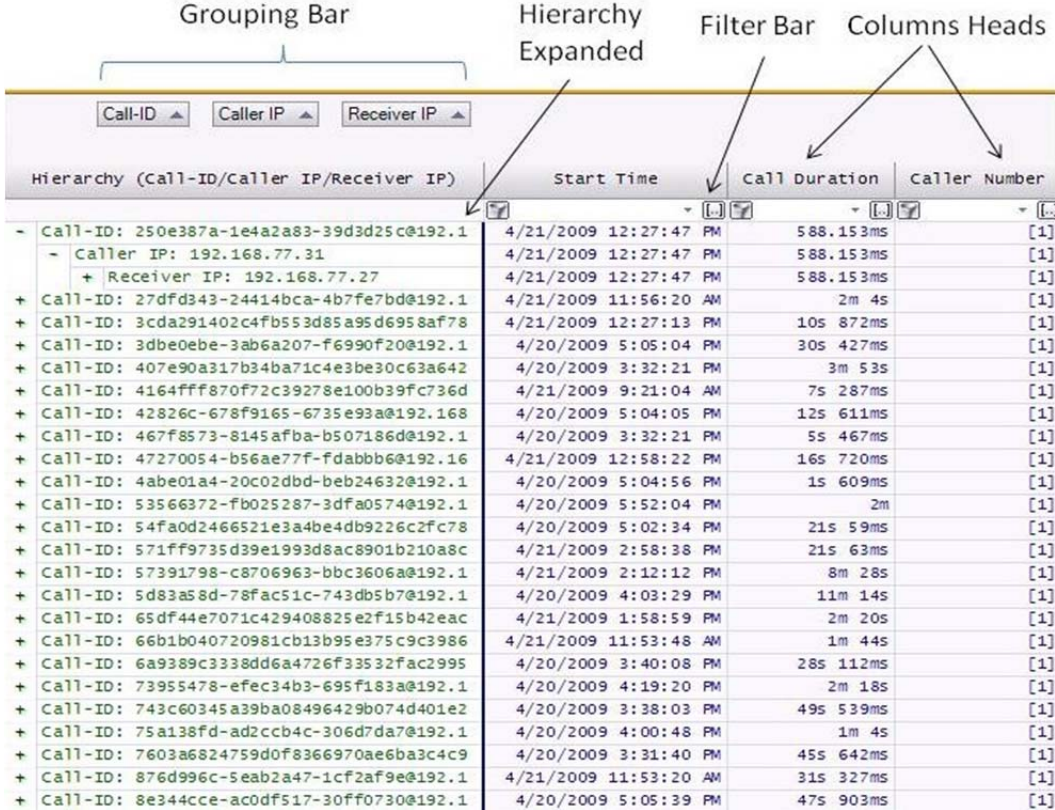 Grouping Bar
Hierarchy Expanded
Filter Bar
Columns Heads
Call-ID Caller IP Receiver IP
Hierarchy (Call-ID/Caller IP/Receiver IP) Start Time Call Duration Caller Number
- Call-ID: 250e387a-1e4a2a83-39d3d25c@192.1 4/21/2009 12:27:47 PM 588.153ms [1]
- Caller IP: 192.168.77.31 4/21/2009 12:27:47 PM 588.153ms [1]
+ Receiver IP: 192.168.77.27 4/21/2009 12:27:47 PM 588.153ms [1]
+ Call-ID: 27dfd343-24414bca-4b7fe7bd@192.1 4/21/2009 11:56:20 AM 2m 4s [1]
+ Call-ID: 3cda291402c4fb553d85a95d6958af78 4/21/2009 12:27:13 PM 10s 872ms [1]
+ Call-ID: 3dbe0ebe-3ab6a207-f6990f20@192.1 4/20/2009 5:05:04 PM 30s 427ms [1]
+ Call-ID: 407e90a317b34ba71c4e3be30c63a642 4/20/2009 3:32:21 PM 3m 53s [1]
+ Call-ID: 4164fff870f72c39278e100b39fc736d 4/21/2009 9:21:04 AM 7s 287ms [1]
+ Call-ID: 42826c-678f9165-6735e93a@192.168 4/20/2009 5:04:05 PM 12s 611ms [1]
+ Call-ID: 467f8573-8145afba-b507186d@192.1 4/20/2009 3:32:21 PM 5s 467ms [1]
+ Call-ID: 47270054-b56ae77f-fdabbb6@192.16 4/21/2009 12:58:22 PM 16s 720ms [1]
+ Call-ID: 4abe01a4-20c02dbd-beb24632@192.1 4/20/2009 5:04:56 PM 1s 609ms [1]
+ Call-ID: 53566372-fb025287-3dfa0574@192.1 4/20/2009 5:52:04 PM 2m [1]
+ Call-ID: 54fa0d2466521e3a4be4db9226c2fc78 4/20/2009 5:02:34 PM 21s 59ms [1]
+ Call-ID: 571ff9735d39e1993d8ac8901b210a8c 4/21/2009 2:58:38 PM 21s 63ms [1]
+ Call-ID: 57391798-c8706963-bbc3606a@192.1 4/21/2009 2:12:12 PM 8m 28s [1]
+ Call-ID: 5d83a58d-78fac51c-743db5b7@192.1 4/20/2009 4:03:29 PM 11m 14s [1]
+ Call-ID: 65df44e7071c429408825e2f15b42eac 4/21/2009 1:58:59 PM 2m 20s [1]
+ Call-ID: 66b1b040720981cb13b95e375c9c3986 4/21/2009 11:53:48 AM 1m 44s [1]
+ Call-ID: 6a9389c3338dd6a4726f33532fac2995 4/20/2009 3:40:08 PM 28s 112ms [1]
+ Call-ID: 73955478-efec34b3-695f183a@192.1 4/20/2009 4:19:20 PM 2m 18s [1]
+ Call-ID: 743c60345a39ba08496429b074d401e2 4/20/2009 3:38:03 PM 49s 539ms [1]
+ Call-ID: 75a138fd-ad2ccb4c-306d7da7@192.1 4/20/2009 4:00:48 PM 1m 4s [1]
+ Call-ID: 7603a6824759d0f8366970ae6ba3c4c9 4/20/2009 3:31:40 PM 45s 642ms [1]
+ Call-ID: 876d996c-5eab2a47-1cf2af9e@192.1 4/21/2009 11:53:20 AM 31s 327ms [1]
+ Call-ID: 8e344cce-ac0df517-30ff0730@192.1 4/20/2009 5:05:39 PM 47s 903ms [1]